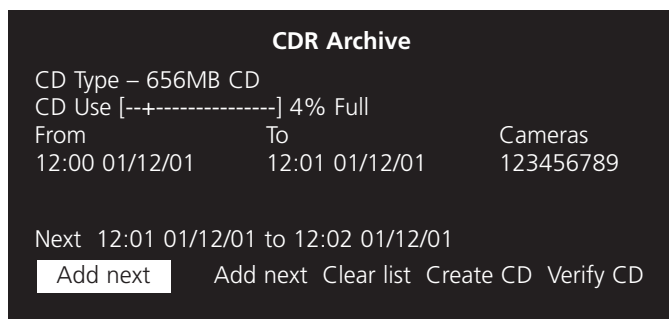 CDR Archive
CD Type – 656MB CD
CD Use [--+---------------] 4% Full
From To Cameras
12:00 01/12/01 12:01 01/12/01 123456789
Next 12:01 01/12/01 to 12:02 01/12/01
Add next Add next Clear list Create CD Verify CD